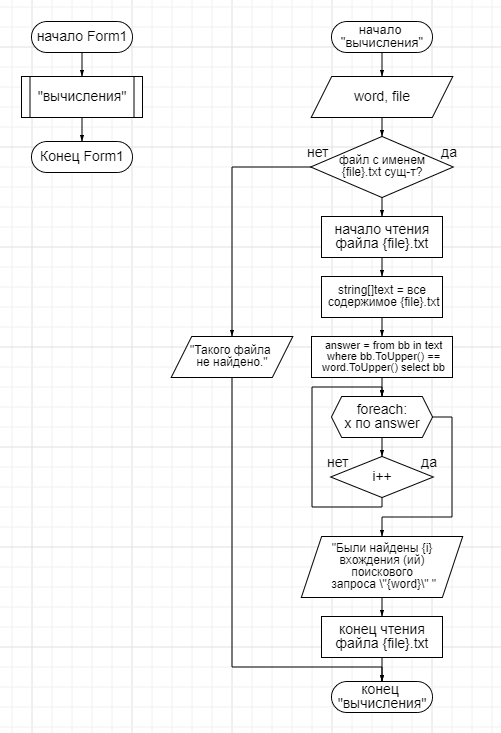 начало Form1
"вычисления"
Конец Form1
начало
"вычисления"
word, file
нет
да
файл с именем
{file}.txt сущ-т?
начало чтения
файла {file}.txt
string[]text = все
содержимое {file}.txt
"Такого файла
не найдено."
answer = from bb in text
where bb.ToUpper() ==
word.ToUpper() select bb
foreach:
x по answer
нет
да
i++
"Были найдены {i}
вхождения (ий)
поискового
запроса \"{word}\" "
конец чтения
файла {file}.txt
конец
"вычисления"